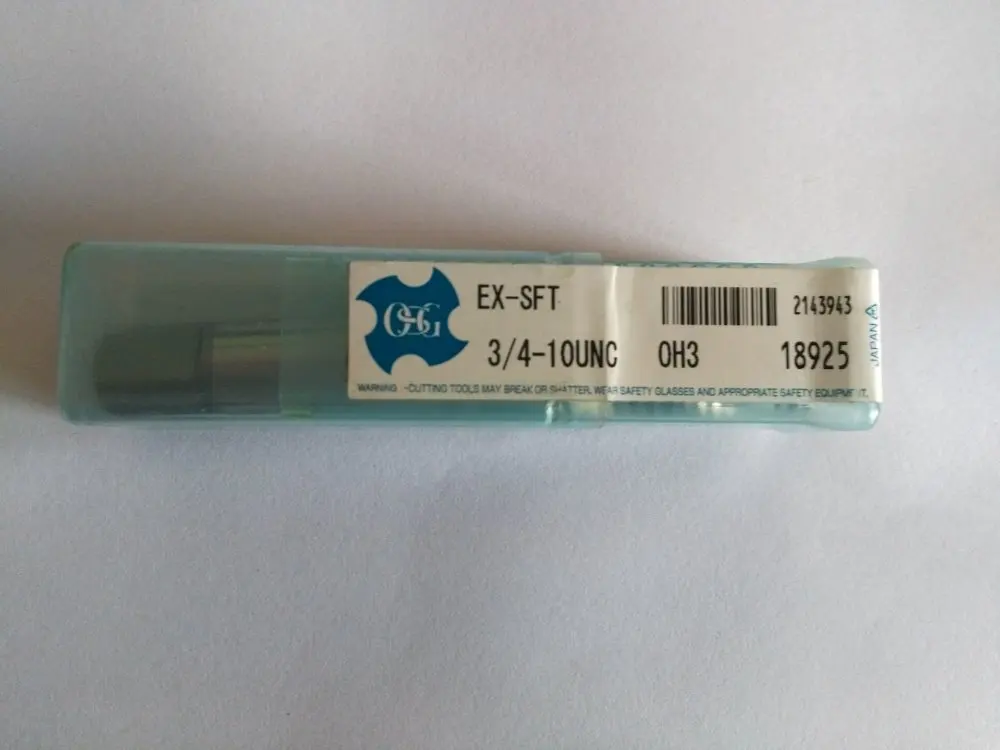 OSG
EX-SFT
2143943
3/4-10UNC OH3 18925
WARNING -CUTTING TOOLS MAY BREAK OR SHATTER, WEAR SAFETY GLASSES AND APPROPRIATE SAFETY EQUIPMENT.
JAPAN